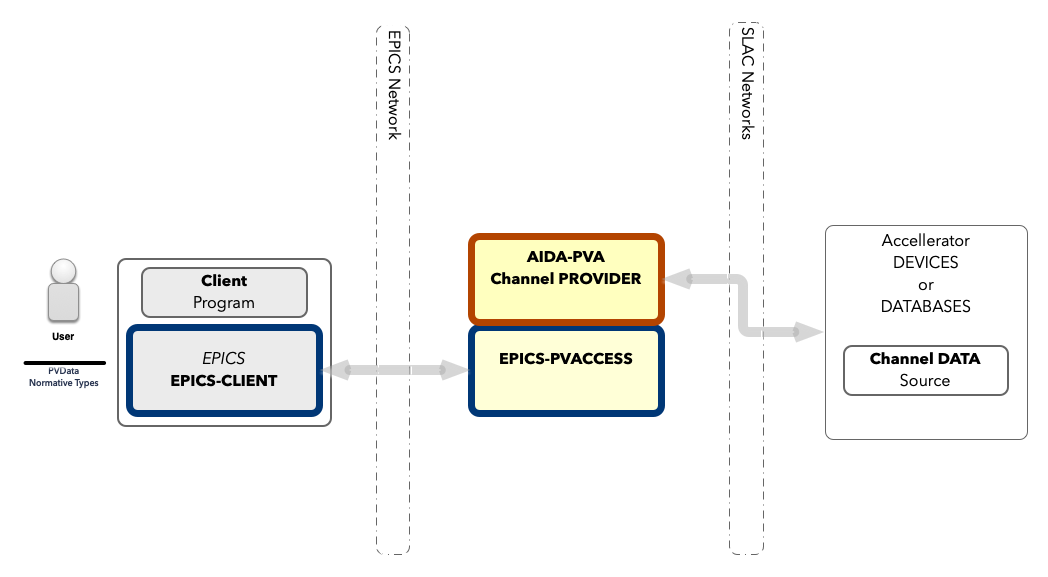 EPICS Network
SLAC Networks
User
PVData
Normative Types
Client
Program
EPICS
EPICS-CLIENT
AIDA-PVA
Channel PROVIDER
EPICS-PVACCESS
Accellerator
DEVICES
or
DATABASES
Channel DATA
Source